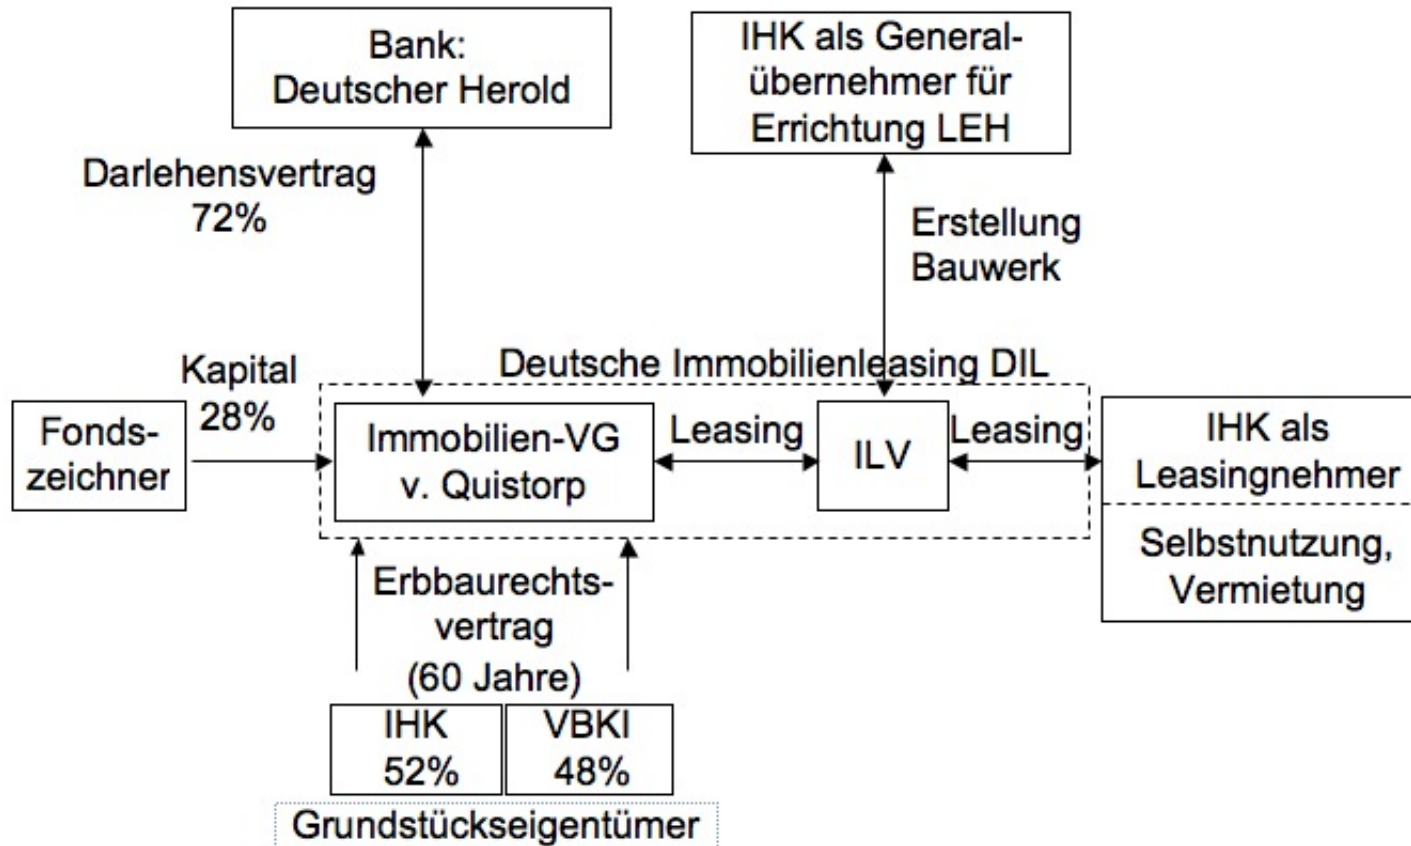 Bank:
Deutscher Herold
IHK als General-
übernehmer für
Errichtung LEH
Darlehensvertrag
72%
Erstellung
Bauwerk
Deutsche Immobilienleasing DIL
Kapital
28%
Fonds-
zeichner
Immobilien-VG
v. Quistorp
Leasing
ILV
Leasing
IHK als
Leasingnehmer
Selbstnutzung,
Vermietung
Erbbaurechts-
vertrag
(60 Jahre)
IHK
52%
VBKI
48%
Grundstückseigentümer